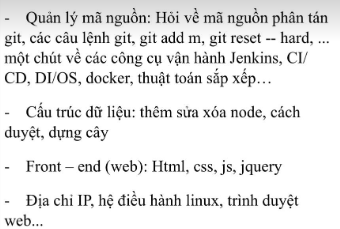 - Quản lý mã nguồn: Hỏi về mã nguồn phân tán
git, các câu lệnh git, git add m, git reset -- hard, ...
một chút về các công cụ vận hành Jenkins, CI/
CD, DI/OS, docker, thuật toán sắp xếp…
- Cấu trúc dữ liệu: thêm sửa xóa node, cách
duyệt, dựng cây
- Front – end (web): Html, css, js, jquery
- Địa chỉ IP, hệ điều hành linux, trình duyệt
web...